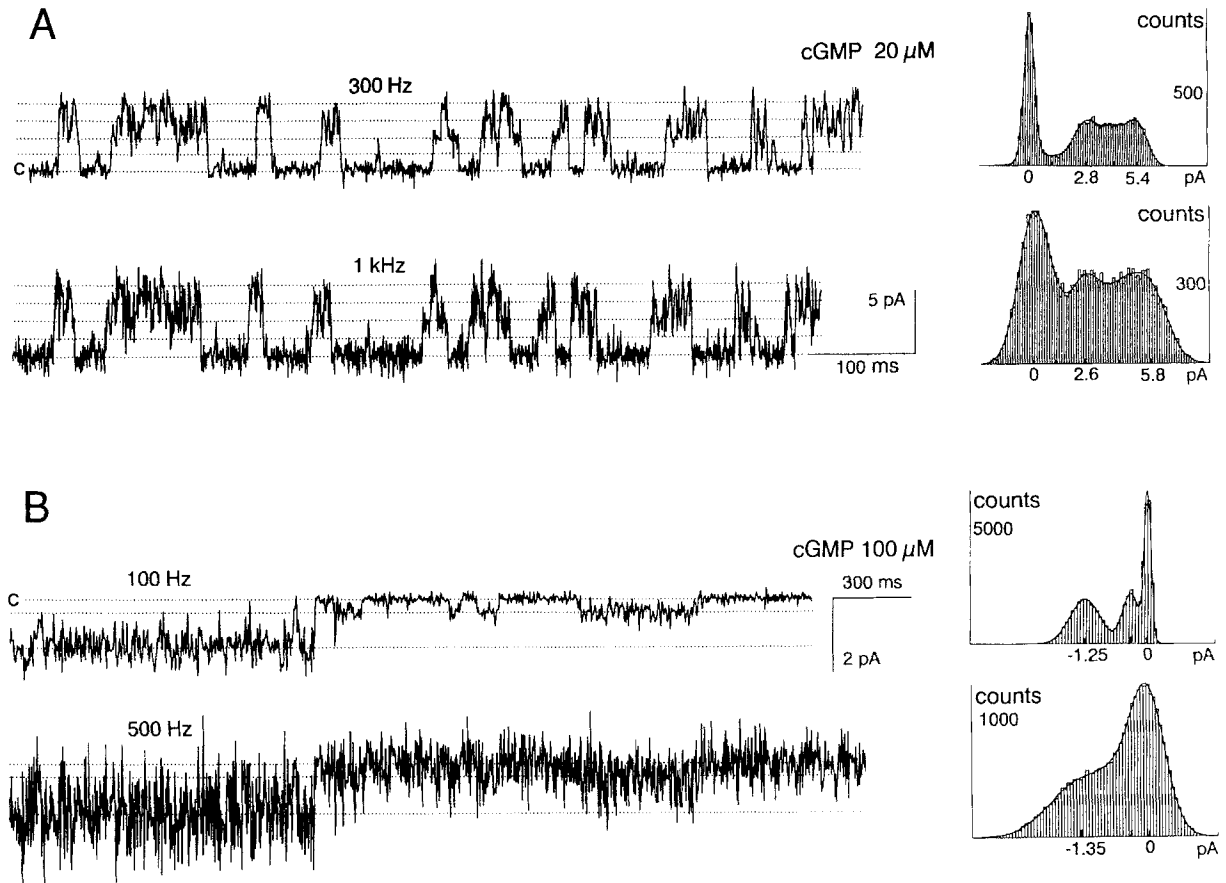 A
cGMP 20 μM
300 Hz
C
counts
500
0 2.8 5.4 pA
1 kHz
5 pA
100 ms
counts
300
0 2.6 5.8 pA
B
cGMP 100 μM
100 Hz
C
300 ms
2 pA
counts
5000
-1.25 0 pA
500 Hz
counts
1000
-1.35 0 pA